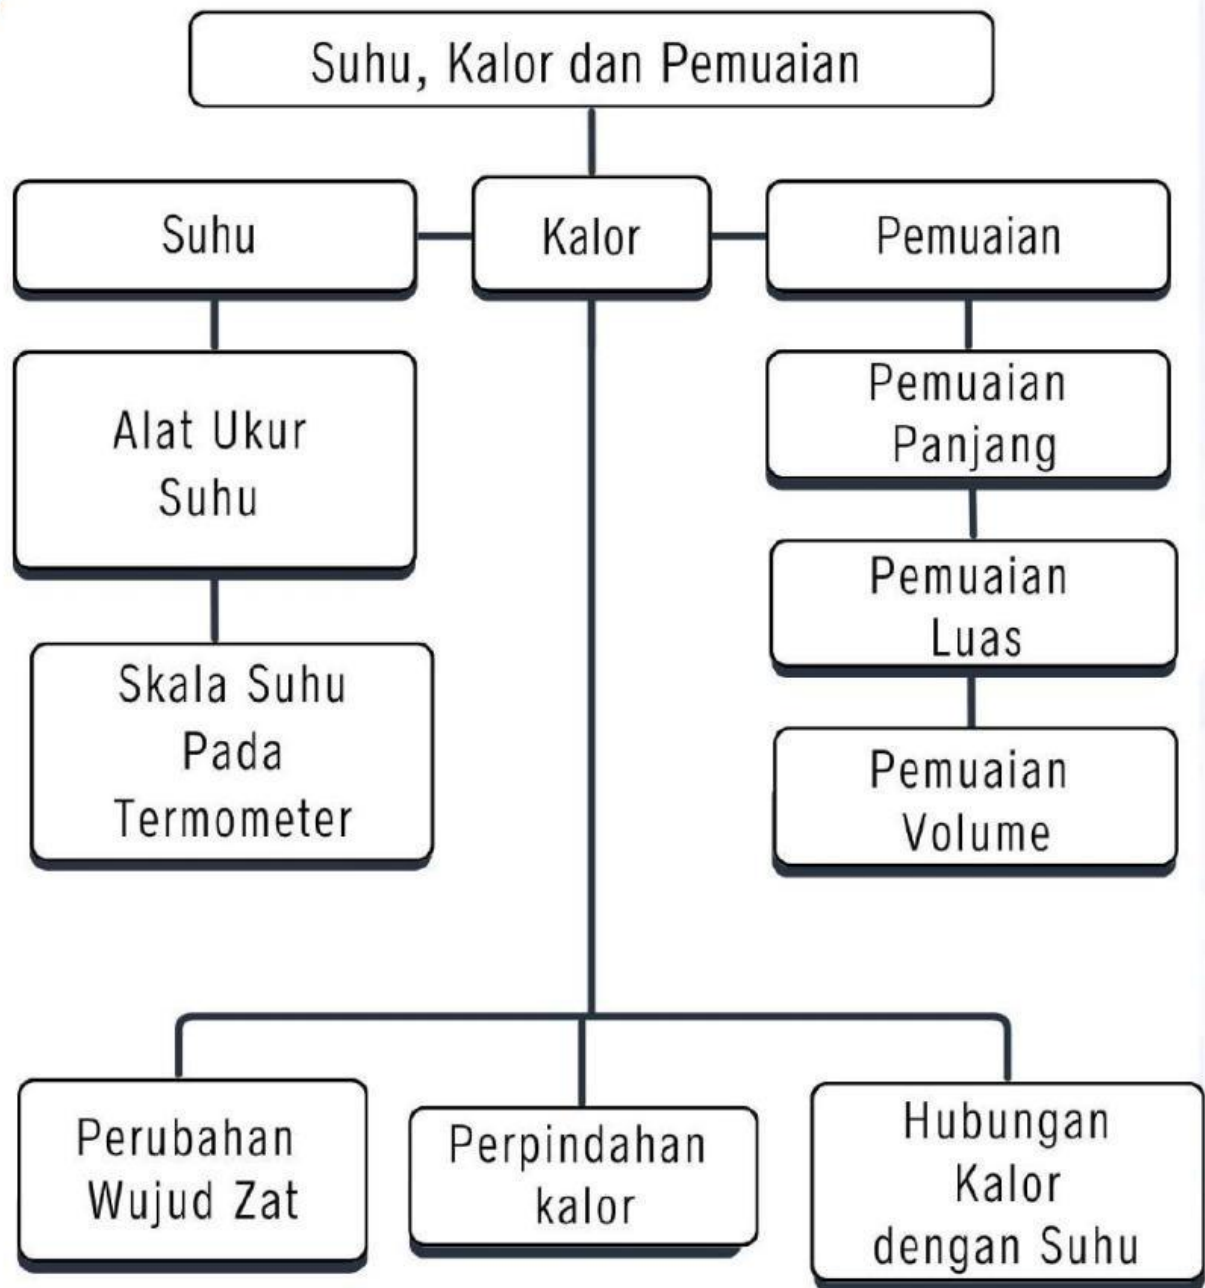 Suhu, Kalor dan Pemuaian
Suhu
Kalor
Pemuaian
Alat Ukur
Suhu
Skala Suhu
Pada
Termometer
Pemuaian
Panjang
Pemuaian
Luas
Pemuaian
Volume
Perubahan
Wujud Zat
Perpindahan
kalor
Hubungan
Kalor
dengan Suhu